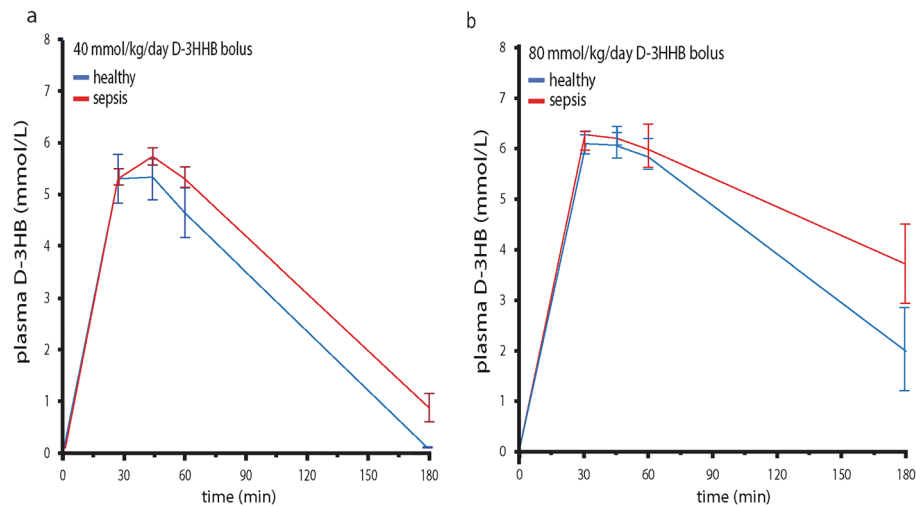 a
40 mmol/kg/day D-3HHB bolus
healthy
sepsis
plasma D-3HB (mmol/L)
8
7
6
5
4
3
2
1
0
0 30 60 90 120 150 180
time (min)
b
80 mmol/kg/day D-3HHB bolus
healthy
sepsis
plasma D-3HB (mmol/L)
8
7
6
5
4
3
2
1
0
0 30 60 90 120 150 180
time (min)